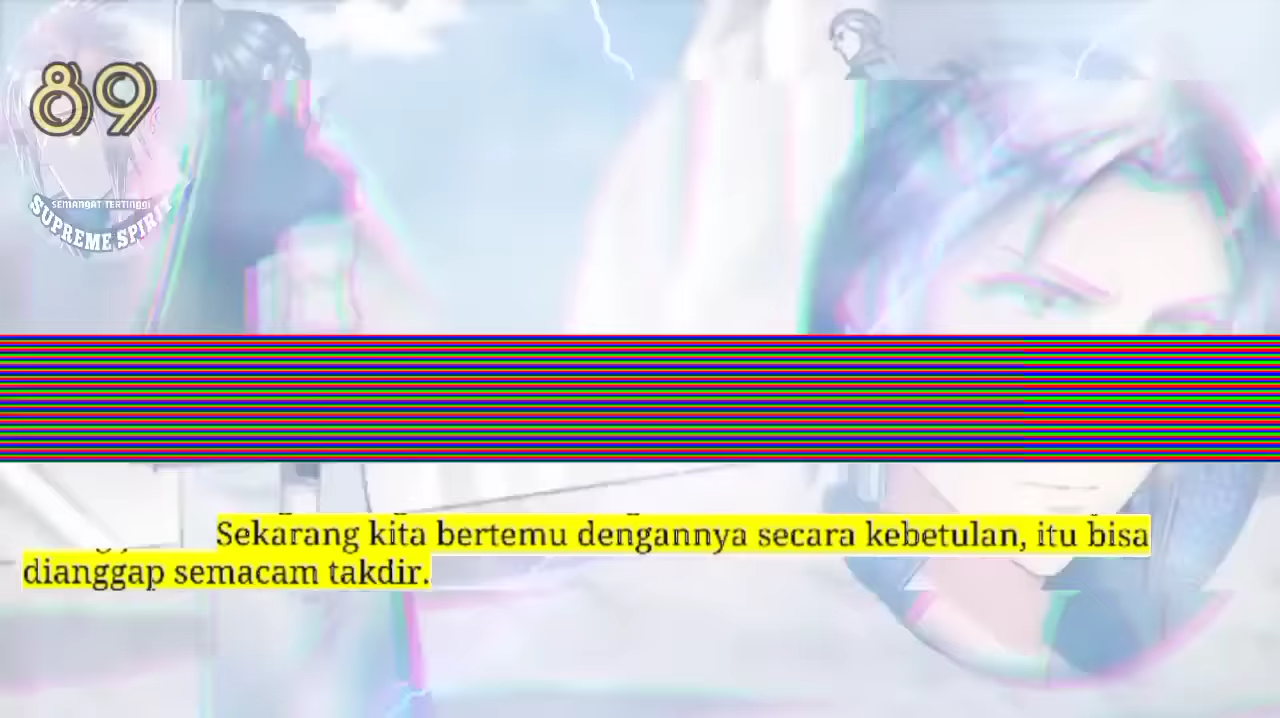 89
SEMANGAT TERTINGGI
SUPREME SPIRIT
Sekarang kita bertemu dengannya secara kebetulan, itu bisa
dianggap semacam takdir.